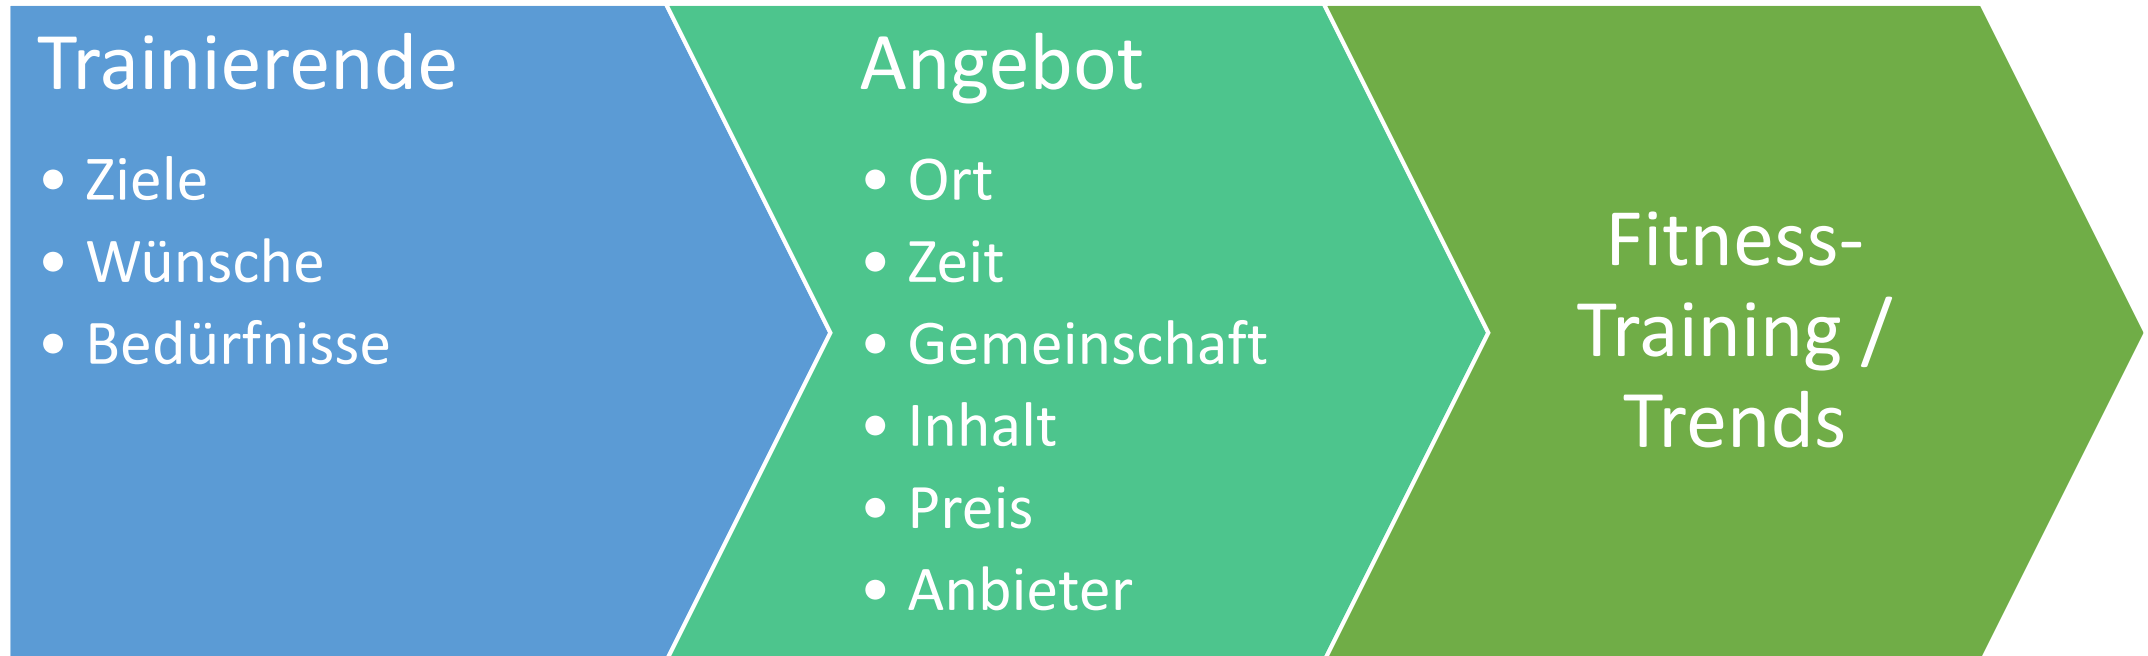 Trainierende
• Ziele
• Wünsche
• Bedürfnisse
Angebot
• Ort
• Zeit
• Gemeinschaft
• Inhalt
• Preis
• Anbieter
Fitness-
Training /
Trends